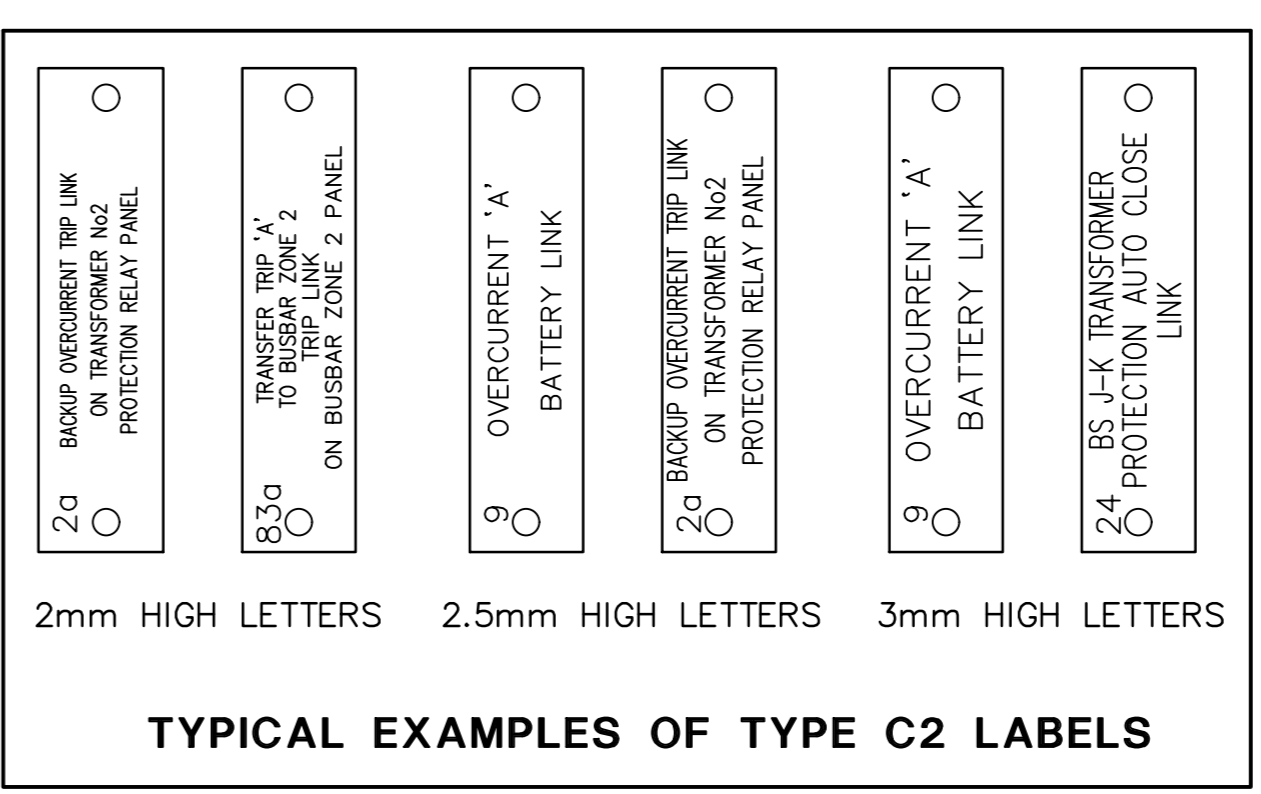 2a
BACKUP OVERCURRENT TRIP LINK
ON TRANSFORMER No2
PROTECTION RELAY PANEL
83a
TRANSFER TRIP 'A'
TO BUSBAR ZONE 2
TRIP LINK
ON BUSBAR ZONE 2 PANEL
9
OVERCURRENT 'A'
BATTERY LINK
2a
BACKUP OVERCURRENT TRIP LINK
ON TRANSFORMER No2
PROTECTION RELAY PANEL
9
OVERCURRENT 'A'
BATTERY LINK
24
BS J-K TRANSFORMER
PROTECTION AUTO CLOSE
LINK
2mm HIGH LETTERS
2.5mm HIGH LETTERS
3mm HIGH LETTERS
TYPICAL EXAMPLES OF TYPE C2 LABELS